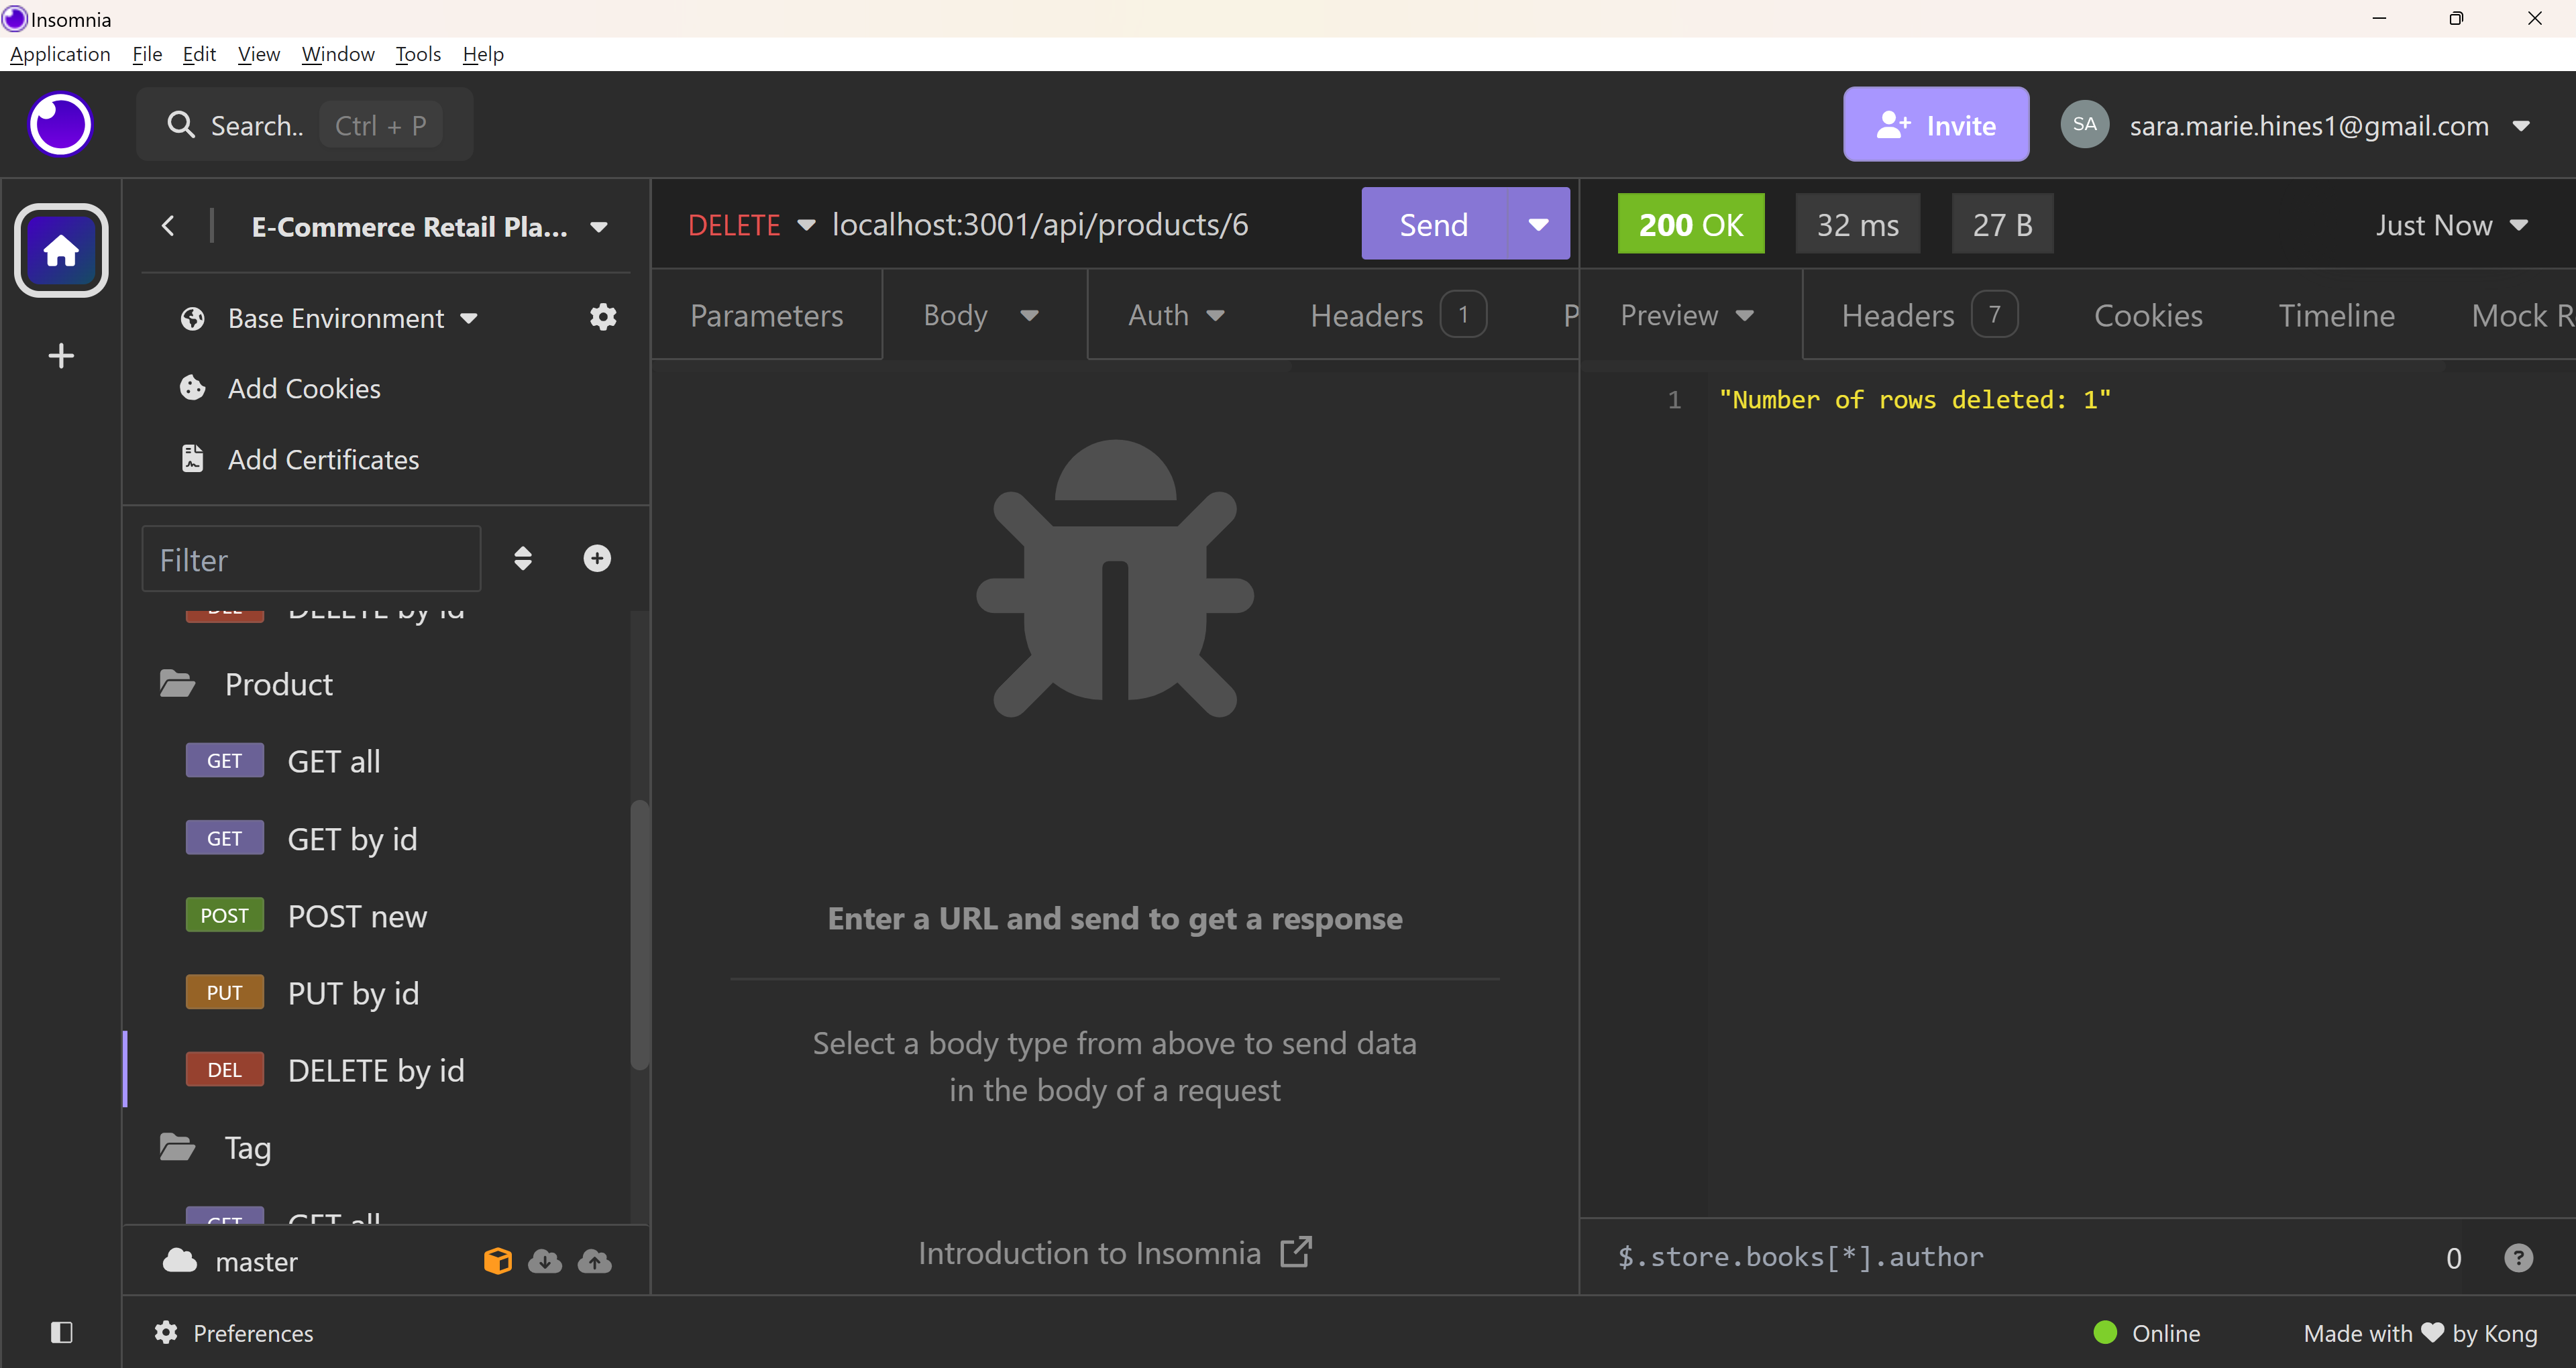 Insomnia
Application File Edit View Window Tools Help
Search.. Ctrl + P
Invite
SA sara.marie.hines1@gmail.com
E-Commerce Retail Pla...
Base Environment
Add Cookies
Add Certificates
Filter
DELETE by id
Product
GET GET all
GET GET by id
POST POST new
PUT PUT by id
DEL DELETE by id
Tag
GET GET all
master
Preferences
DELETE localhost:3001/api/products/6 Send
Parameters Body Auth Headers 1 P
Enter a URL and send to get a response
Select a body type from above to send data
in the body of a request
Introduction to Insomnia
200 OK 32 ms 27 B Just Now
Preview Headers 7 Cookies Timeline Mock R
1 "Number of rows deleted: 1"
$.store.books[*].author 0 ?
Online Made with ♥ by Kong